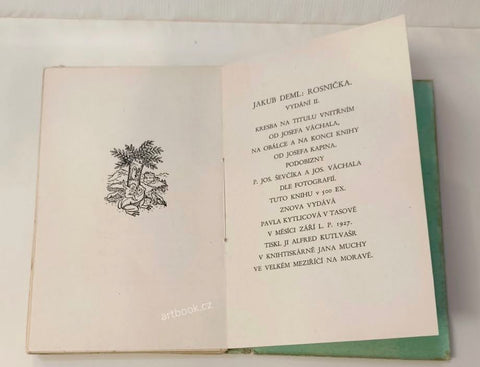 JAKUB DEML: ROSNIČKA.
VYDÁNÍ II.
KRESBA NA TITULU VNITŘNÍM
OD JOSEFA VÁCHALA,
NA OBÁLCE A NA KONCI KNIHY
OD JOSEFA KAPINA.
PODOBIZNY
P. JOS. ŠEVČÍKA A JOS. VÁCHALA
DLE FOTOGRAFIÍ.
TUTO KNIHU V 500 EX.
ZNOVA VYDÁVÁ
PAVLA KYTLICOVÁ V TASOVĚ
V MĚSÍCI ZÁŘÍ L. P. 1927.
TISKL JI ALFRED KUTLVAŠR
V KNIHTISKÁRNĚ JANA MUCHY
VE VELKÉM MEZIŘÍČÍ NA MORAVĚ.
artbook.cz